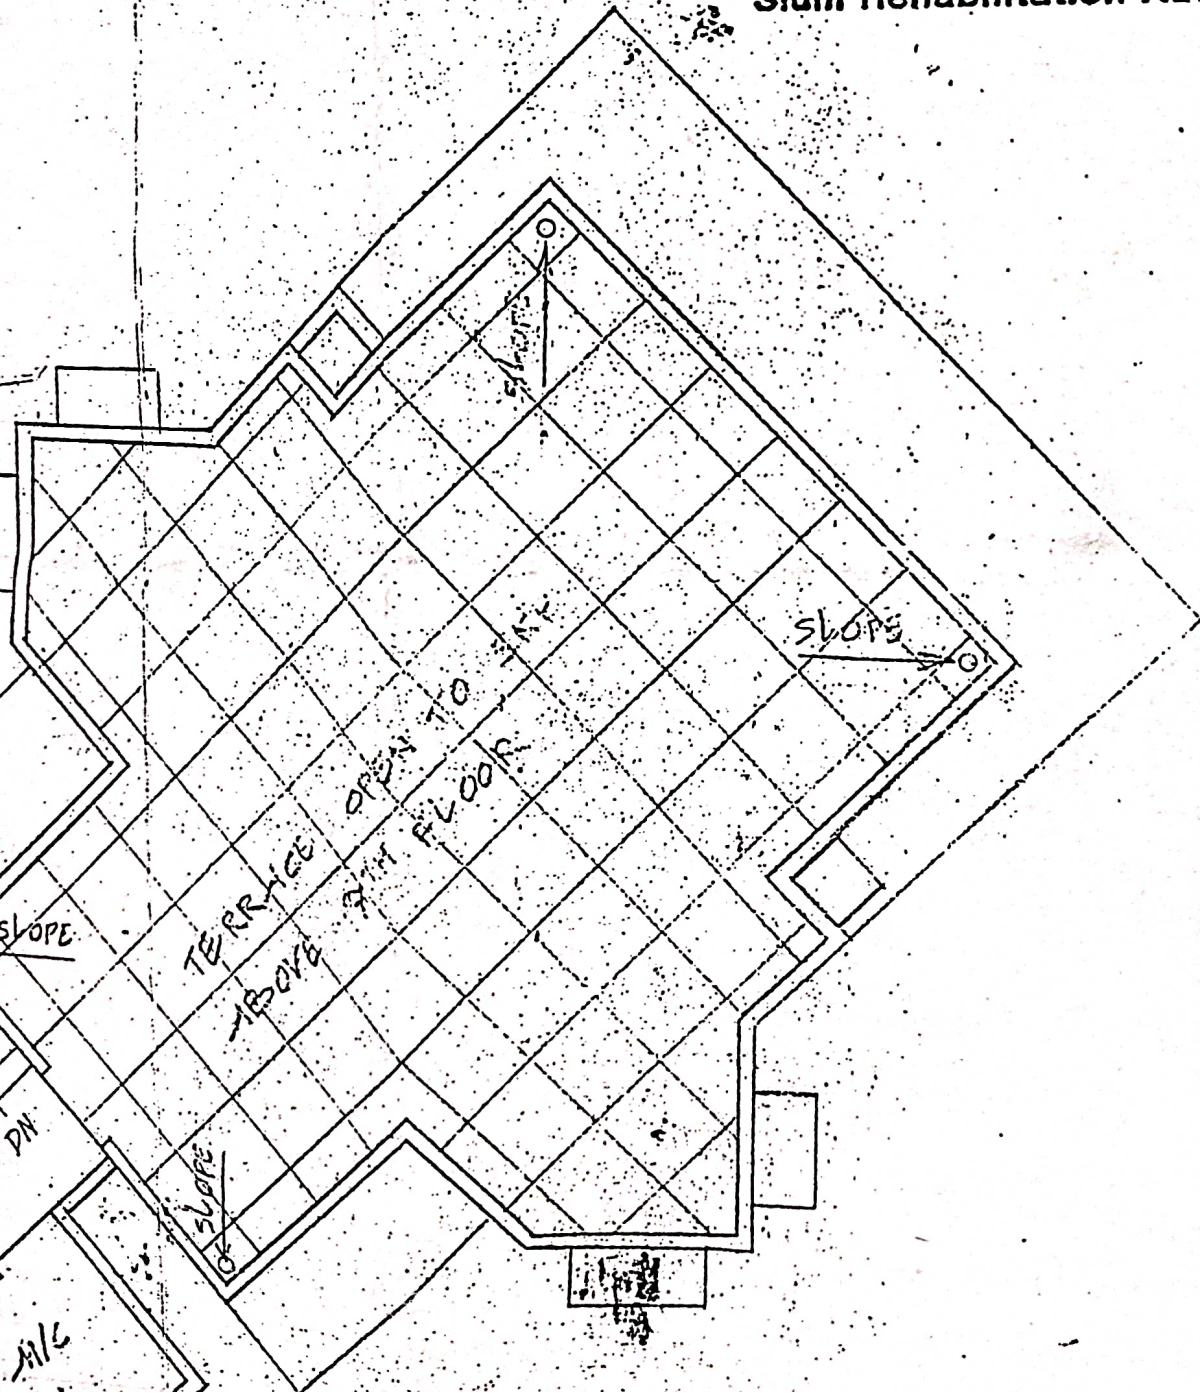 Slum Rehabilitation
SLOPE
SLOPE
TERRACE OPEN TO SKY
ABOVE 7TH FLOOR
SLOPE
DN
SLOPE
M/C